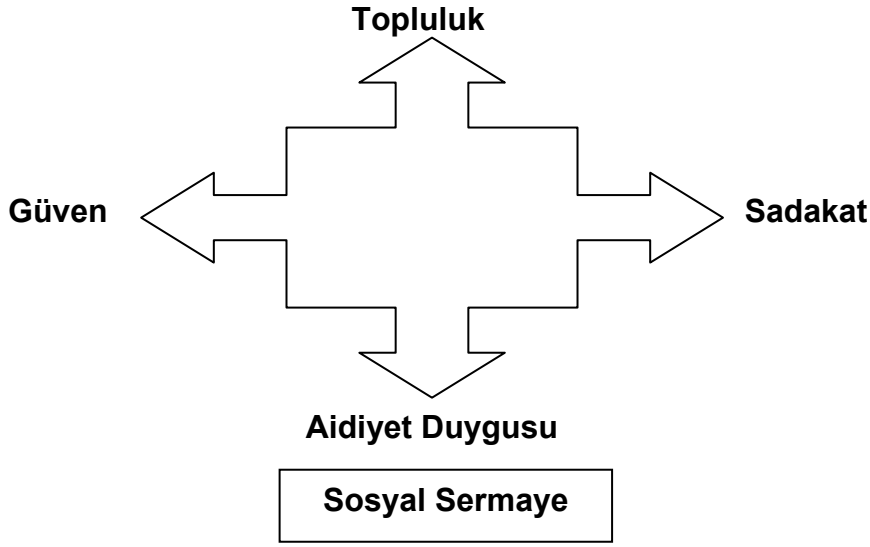 Topluluk
Güven
Sadakat
Aidiyet Duygusu
Sosyal Sermaye